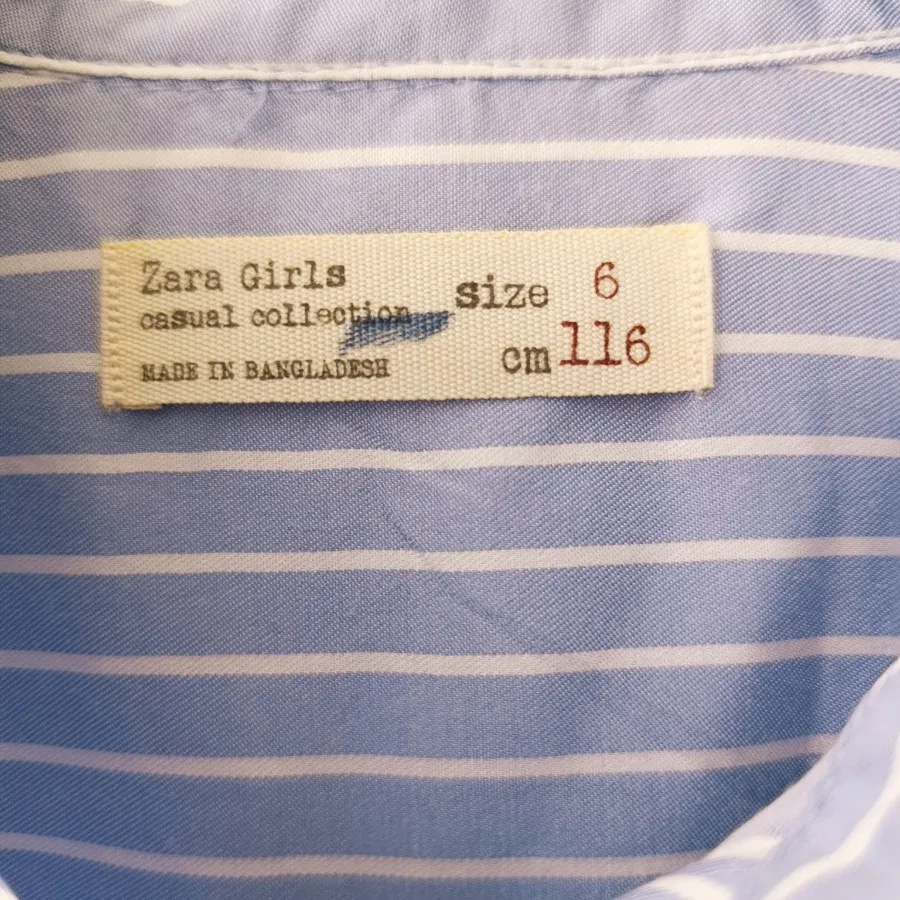 Zara Girls
casual collection
MADE IN BANGLADESH
size 6
cm 116